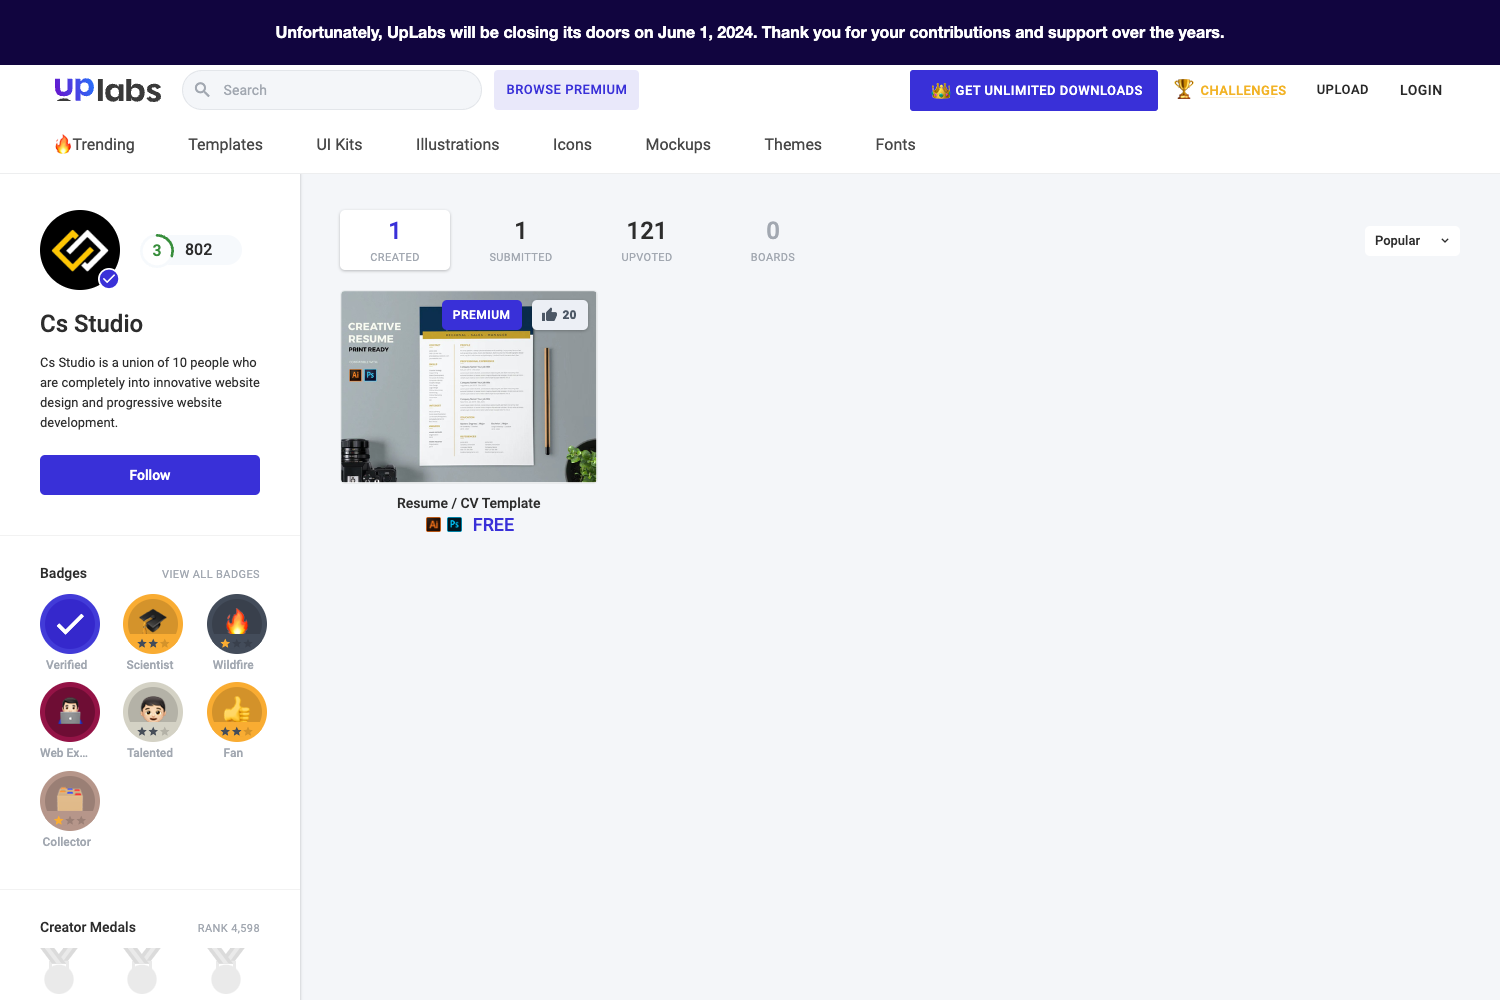 Unfortunately, UpLabs will be closing its doors on June 1, 2024. Thank you for your contributions and support over the years.
uplabs
Search
BROWSE PREMIUM
GET UNLIMITED DOWNLOADS
CHALLENGES
UPLOAD
LOGIN
Trending
Templates
UI Kits
Illustrations
Icons
Mockups
Themes
Fonts
3
802
Cs Studio
Cs Studio is a union of 10 people who
are completely into innovative website
design and progressive website
development.
Follow
Badges
VIEW ALL BADGES
Verified
Scientist
Wildfire
Web Ex...
Talented
Fan
Collector
Creator Medals
RANK 4,598
1
CREATED
1
SUBMITTED
121
UPVOTED
0
BOARDS
Popular
PREMIUM
20
CREATIVE
RESUME
PRINT READY
Ai
Ps
Resume / CV Template
Ai
Ps
FREE